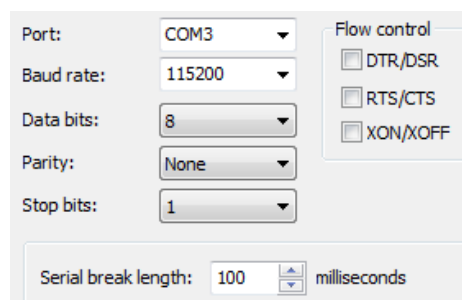 Port: COM3
Baud rate: 115200
Data bits: 8
Parity: None
Stop bits: 1
Flow control
DTR/DSR
RTS/CTS
XON/XOFF
Serial break length: 100 milliseconds